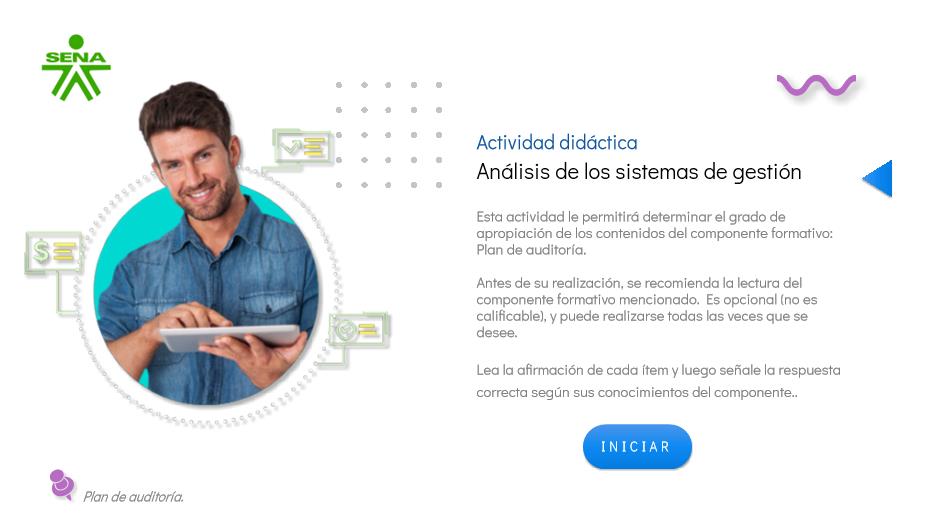 SENA
Actividad didáctica
Análisis de los sistemas de gestión
Esta actividad le permitirá determinar el grado de
apropiación de los contenidos del componente formativo:
Plan de auditoría.
Antes de su realización, se recomienda la lectura del
componente formativo mencionado. Es opcional (no es
calificable), y puede realizarse todas las veces que se
desee.
Lea la afirmación de cada ítem y luego señale la respuesta
correcta según sus conocimientos del componente..
INICIAR
Plan de auditoría.